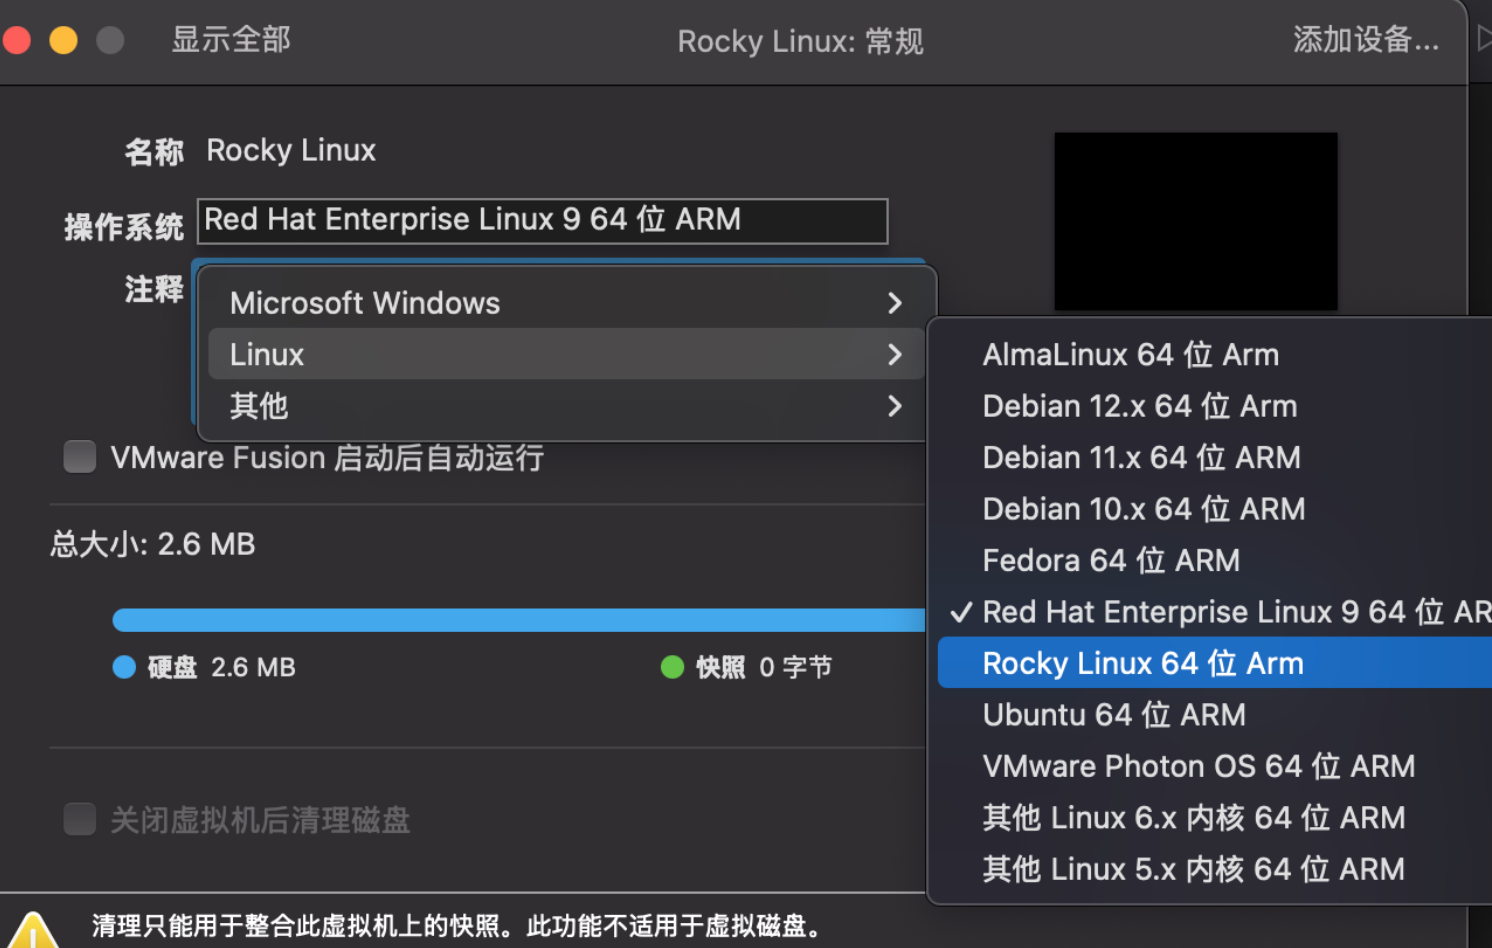 显示全部
Rocky Linux: 常规
添加设备...
名称 Rocky Linux
操作系统 Red Hat Enterprise Linux 9 64 位 ARM
注释
Microsoft Windows
Linux
其他
AlmaLinux 64 位 Arm
Debian 12.x 64 位 Arm
Debian 11.x 64 位 ARM
Debian 10.x 64 位 ARM
Fedora 64 位 ARM
Red Hat Enterprise Linux 9 64 位 AR
Rocky Linux 64 位 Arm
Ubuntu 64 位 ARM
VMware Photon OS 64 位 ARM
其他 Linux 6.x 内核 64 位 ARM
其他 Linux 5.x 内核 64 位 ARM
VMware Fusion 启动后自动运行
总大小: 2.6 MB
硬盘 2.6 MB
快照 0 字节
关闭虚拟机后清理磁盘
清理只能用于整合此虚拟机上的快照。此功能不适用于虚拟磁盘。